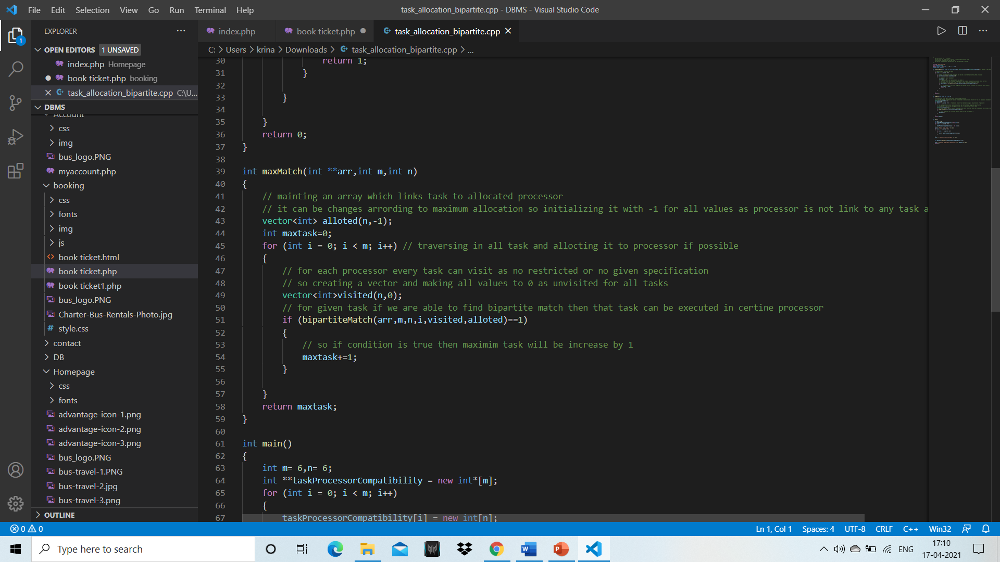 File Edit Selection View Go Run Terminal Help
task_allocation_bipartite.cpp - DBMS - Visual Studio Code
EXPLORER
OPEN EDITORS 1 UNSAVED
index.php Homepage
book ticket.php booking
task_allocation_bipartite.cpp C:\U...
DBMS
Account
css
img
bus_logo.PNG
myaccount.php
booking
css
fonts
img
js
book ticket.html
book ticket.php
book ticket1.php
bus_logo.PNG
Charter-Bus-Rentals-Photo.jpg
style.css
contact
DB
Homepage
css
fonts
advantage-icon-1.png
advantage-icon-2.png
advantage-icon-3.png
bus_logo.PNG
bus-travel-1.PNG
bus-travel-2.jpg
bus-travel-3.png
OUTLINE
1
index.php book ticket.php task_allocation_bipartite.cpp
C: > Users > krina > Downloads > task_allocation_bipartite.cpp > ...
30 return 1;
31 }
32
33 }
34
35 }
36 return 0;
37 }
38
39 int maxMatch(int **arr,int m,int n)
40 {
41 // mainting an array which links task to allocated processor
42 // it can be changes arrording to maximum allocation so initializing it with -1 for all values as processor is not link to any task a
43 vector<int> alloted(n,-1);
44 int maxtask=0;
45 for (int i = 0; i < m; i++) // traversing in all task and allocting it to processor if possible
46 {
47 // for each processor every task can visit as no restricted or no given specification
48 // so creating a vector and making all values to 0 as unvisited for all tasks
49 vector<int>visited(n,0);
50 // for given task if we are able to find bipartite match then that task can be executed in certine processor
51 if (bipartiteMatch(arr,m,n,i,visited,alloted)==1)
52 {
53 // so if condition is true then maximim task will be increase by 1
54 maxtask+=1;
55 }
56
57 }
58 return maxtask;
59 }
60
61 int main()
62 {
63 int m= 6,n= 6;
64 int **taskProcessorCompatibility = new int*[m];
65 for (int i = 0; i < m; i++)
66 {
67 taskProcessorCompatibility[i] = new int[n];
0 0
Ln 1, Col 1 Spaces: 4 UTF-8 CRLF C++ Win32
Type here to search
ENG
17:10
17-04-2021